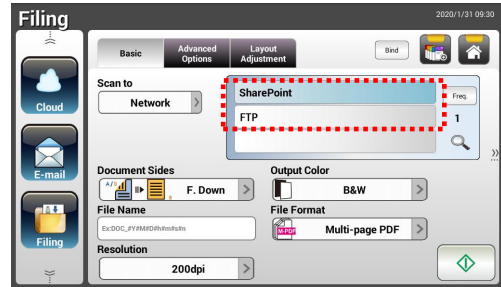 Filing
2020/1/31 09:30
Basic
Advanced
Options
Layout
Adjustment
Bind
Scan to
Network
SharePoint
FTP
Freq.
1
Cloud
E-mail
Filing
Document Sides
F. Down
Output Color
B&W
File Name
Ex:DOC_#Y#M#D#h#m#s#n
File Format
M-PDF
Multi-page PDF
Resolution
200dpi